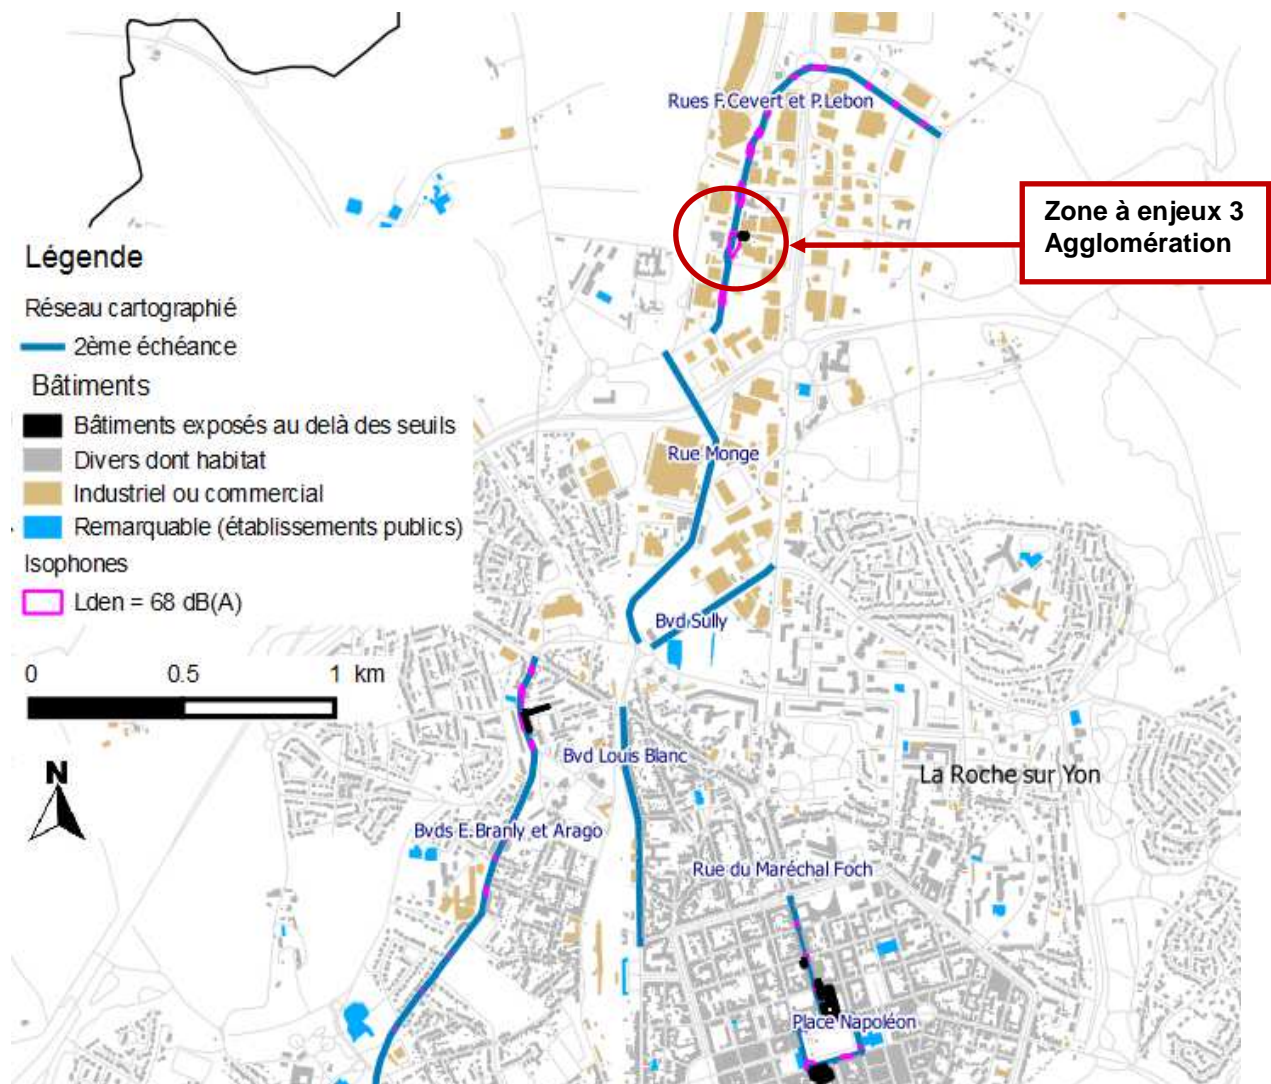 Rues F.Cevert et P.Lebon
Zone à enjeux 3
Agglomération
Légende
Réseau cartographié
2ème échéance
Bâtiments
Bâtiments exposés au delà des seuils
Divers dont habitat
Industriel ou commercial
Remarquable (établissements publics)
Isophones
Lden = 68 dB(A)
0 0.5 1 km
N
Rue Monge
Bvd Sully
Bvd Louis Blanc
La Roche sur Yon
Bvds E.Branly et Arago
Rue du Maréchal Foch
Place Napoléon